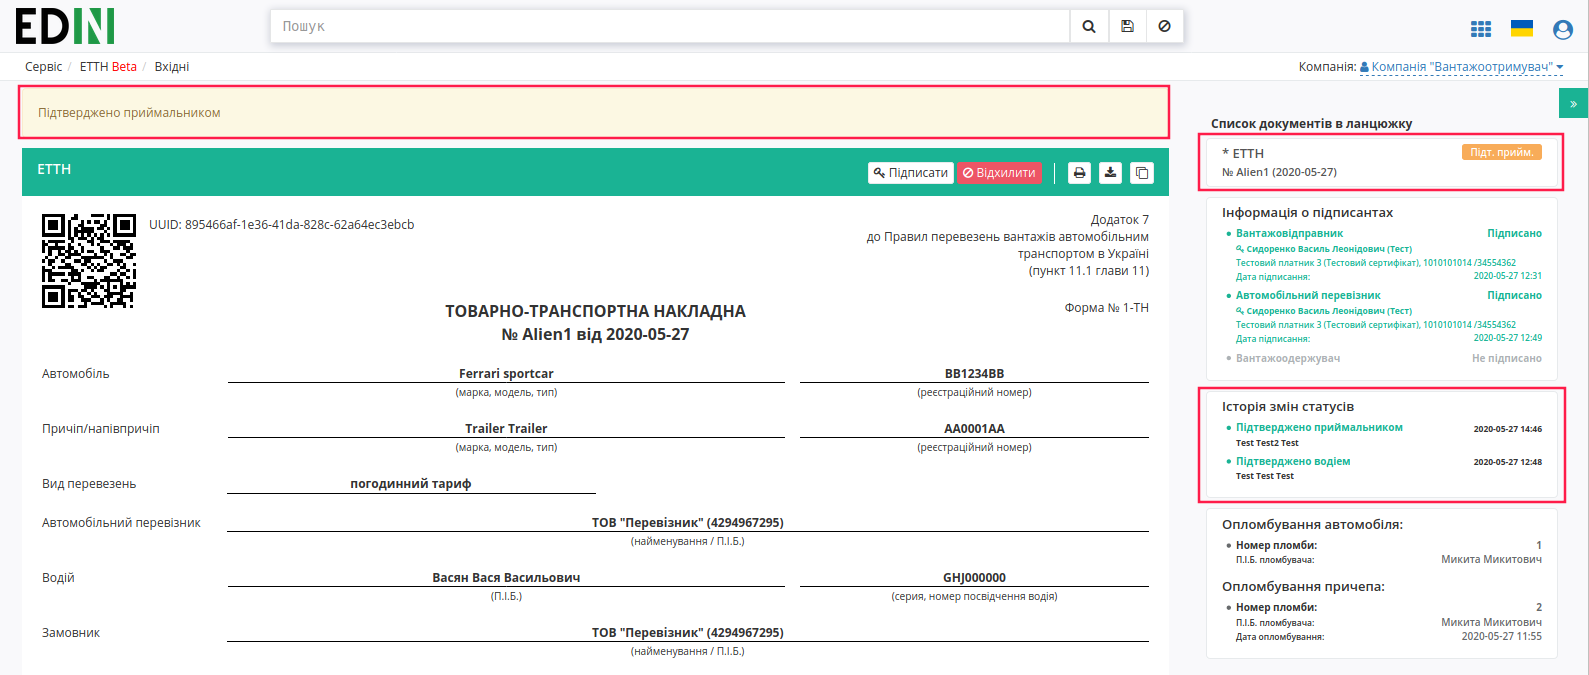 EDIN
Пошук
Сервіс / ЕТТН Beta / Вхідні
Компанія: Компанія "Вантажоотримувач"
Підтверджено приймальником
ЕТТН
Підписати
Відхилити
UUID: 895466af-1e36-41da-828c-62a64ec3ebcb
Додаток 7
до Правил перевезень вантажів автомобільним
транспортом в Україні
(пункт 11.1 глави 11)
Форма № 1-ТН
ТОВАРНО-ТРАНСПОРТНА НАКЛАДНА
№ Alien1 від 2020-05-27
Автомобіль Ferrari sportcar BB1234BB
(марка, модель, тип) (реєстраційний номер)
Причіп/напівпричіп Trailer Trailer AA0001AA
(марка, модель, тип) (реєстраційний номер)
Вид перевезень погодинний тариф
Автомобільний перевізник ТОВ "Перевізник" (4294967295)
(найменування / П.І.Б.)
Водій Васян Вася Васильович GHJ000000
(П.І.Б.) (серия, номер посвідчення водія)
Замовник ТОВ "Перевізник" (4294967295)
(найменування / П.І.Б.)
»
Список документів в ланцюжку
* ЕТТН Підт. прийм.
№ Alien1 (2020-05-27)
Інформація о підписантах
Вантажовідправник Підписано
Сидоренко Василь Леонідович (Тест)
Тестовий платник 3 (Тестовий сертифікат), 1010101014 /34554362
Дата підписання: 2020-05-27 12:31
Автомобільний перевізник Підписано
Сидоренко Василь Леонідович (Тест)
Тестовий платник 3 (Тестовий сертифікат), 1010101014 /34554362
Дата підписання: 2020-05-27 12:49
Вантажоодержувач Не підписано
Історія змін статусів
Підтверджено приймальником 2020-05-27 14:46
Test Test2 Test
Підтверджено водієм 2020-05-27 12:48
Test Test Test
Опломбування автомобіля:
Номер пломби: 1
П.І.Б. пломбувача: Микита Микитович
Опломбування причепа:
Номер пломби: 2
П.І.Б. пломбувача: Микита Микитович
Дата опломбування: 2020-05-27 11:55